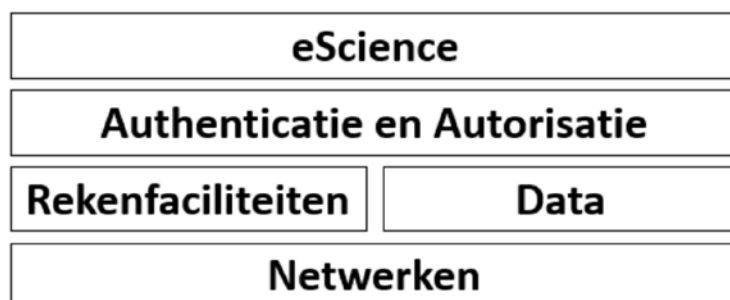 eScience
Authenticatie en Autorisatie
Rekenfaciliteiten
Data
Netwerken